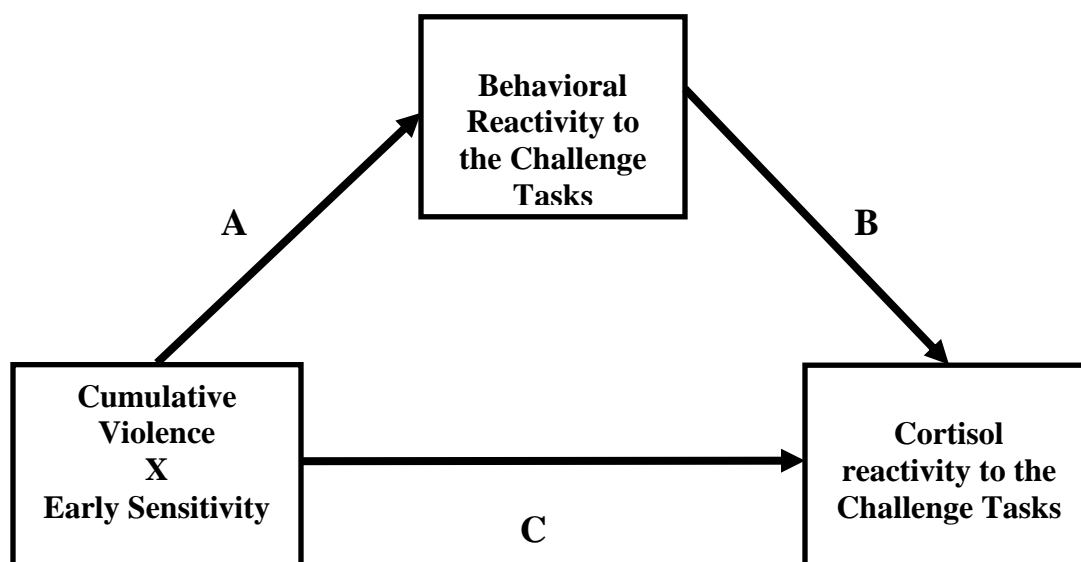 Behavioral
Reactivity to
the Challenge
Tasks
A
B
Cumulative
Violence
X
Early Sensitivity
Cortisol
reactivity to the
Challenge Tasks
C